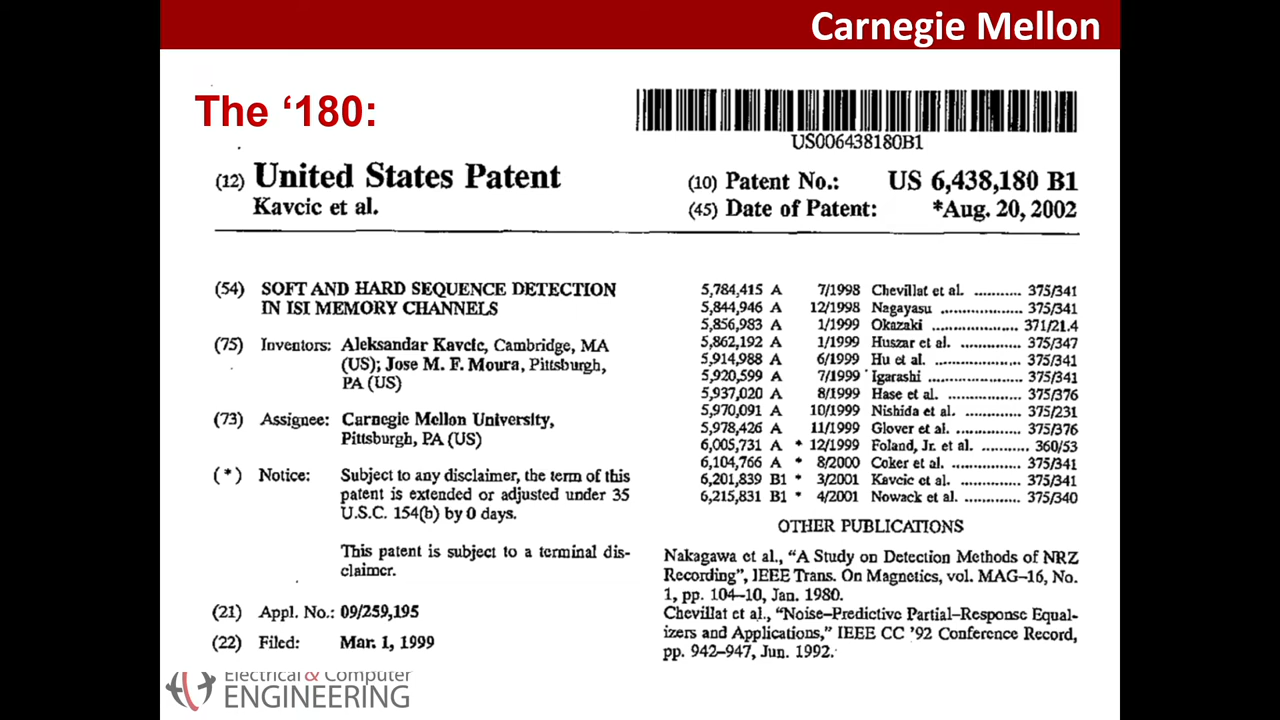 Carnegie Mellon
The ‘180:
US006438180B1
(12) United States Patent
Kavcic et al.
(10) Patent No.: US 6,438,180 B1
(45) Date of Patent: *Aug. 20, 2002
(54) SOFT AND HARD SEQUENCE DETECTION
IN ISI MEMORY CHANNELS
(75) Inventors: Aleksandar Kavcic, Cambridge, MA
(US); Jose M. F. Moura, Pittsburgh,
PA (US)
(73) Assignee: Carnegie Mellon University,
Pittsburgh, PA (US)
(*) Notice: Subject to any disclaimer, the term of this
patent is extended or adjusted under 35
U.S.C. 154(b) by 0 days.
This patent is subject to a terminal dis-
claimer.
(21) Appl. No.: 09/259,195
(22) Filed: Mar. 1, 1999
5,784,415 A 7/1998 Chevillat et al. ........... 375/341
5,844,946 A 12/1998 Nagayasu .................. 375/341
5,856,983 A 1/1999 Okazaki .................... 371/21.4
5,862,192 A 1/1999 Huszar et al. .............. 375/347
5,914,988 A 6/1999 Hu et al. .................... 375/341
5,920,599 A 7/1999 Igarashi ..................... 375/341
5,937,020 A 8/1999 Hase et al. ................. 375/376
5,970,091 A 10/1999 Nishida et al. ............. 375/231
5,978,426 A 11/1999 Glover et al. .............. 375/376
6,005,731 A * 12/1999 Foland, Jr. et al. .......... 360/53
6,104,766 A * 8/2000 Coker et al. ............... 375/341
6,201,839 B1 * 3/2001 Kavcic et al. .............. 375/341
6,215,831 B1 * 4/2001 Nowack et al. ............ 375/340
OTHER PUBLICATIONS
Nakagawa et al., “A Study on Detection Methods of NRZ
Recording”, IEEE Trans. On Magnetics, vol. MAG–16, No.
1, pp. 104–10, Jan. 1980.
Chevillat et al., “Noise–Predictive Partial–Response Equal-
izers and Applications,” IEEE CC ’92 Conference Record,
pp. 942–947, Jun. 1992.
Electrical & Computer
ENGINEERING